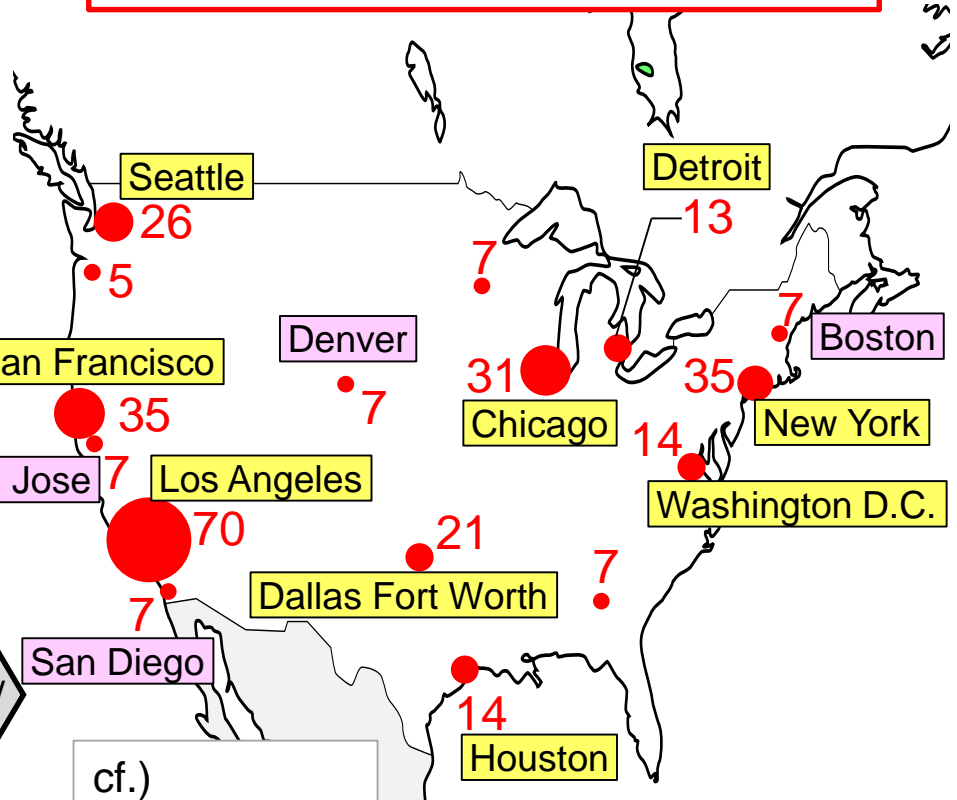 Detroit
Seattle
13
26
7
5
7
Denver
Boston
an Francisco
31
35
7
Chicago
New York
35
14
7
Jose
Los Angeles
Washington D.C.
70
21
7
Dallas Fort Worth
7
San Diego
14
Houston
cf.)